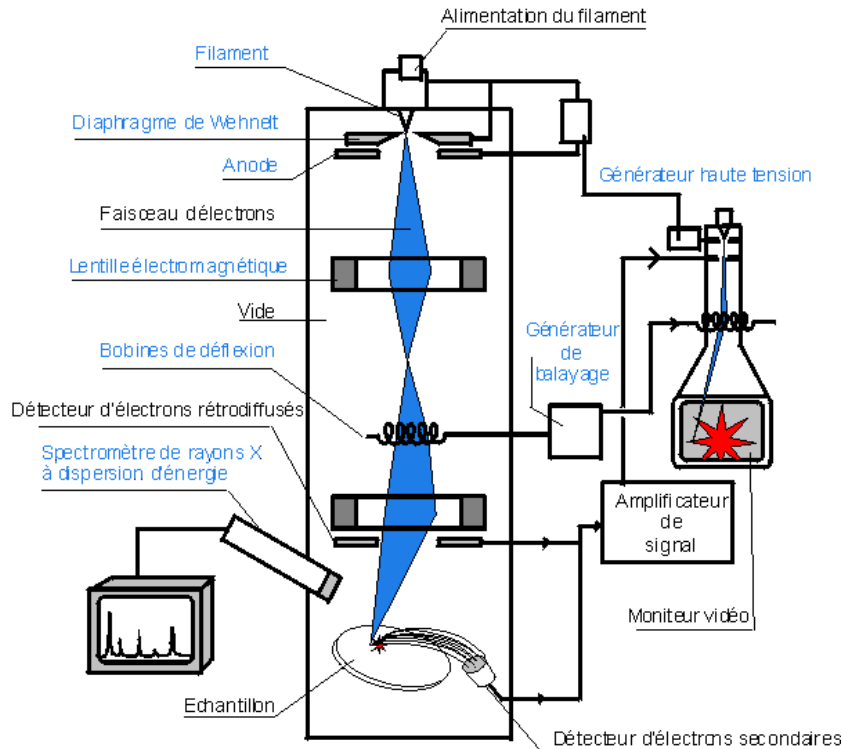 Alimentation du filament
Filament
Diaphragme de Wehnelt
Anode
Générateur haute tension
Faisceau délectrons
Lentille électromagnétique
Vide
Générateur
de
balayage
Bobines de déflexion
Détecteur d'électrons rétrodiffusés
Spectromètre de rayons X
à dispersion d'énergie
Amplificateur
de
signal
Moniteur vidéo
Echantillon
Détecteur d'électrons secondaires